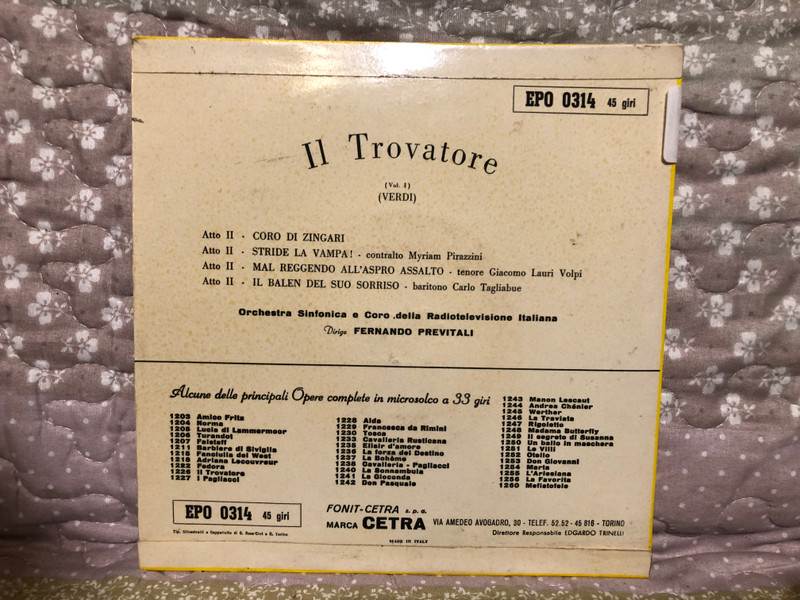 EPO 0314 45 giri
Il Trovatore
(Vol. 1)
(VERDI)
Atto II - CORO DI ZINGARI
Atto II - STRIDE LA VAMPA! - contralto Myriam Pirazzini
Atto II - MAL REGGENDO ALL'ASPRO ASSALTO - tenore Giacomo Lauri Volpi
Atto II - IL BALEN DEL SUO SORRISO - baritono Carlo Tagliabue
Orchestra Sinfonica e Coro della Radiotelevisione Italiana
Dirige FERNANDO PREVITALI
Alcune delle principali Opere complete in microsolco a 33 giri
1203 Amico Fritz
1204 Norma
1205 Lucia di Lammermoor
1206 Turandot
1207 Falstaff
Barbiere di Siviglia
1215 Fanciulla del West
Adriana Lecouvreur
Fedora
1226 Il Trovatore
1227 I Pagliacci
1228 Aida
1229 Francesca da Rimini
1230 Tosca
1233 Cavalleria Rusticana
Elisir d'amore
La forza del Destino
La Bohème
Cavalleria - Pagliacci
1240 La Sonnambula
1241 La Gioconda
1242 Don Pasquale
1243 Manon Lescaut
1244 Andrea Chénier
1245 Werther
1246 La Traviata
1247 Rigoletto
1248 Madama Butterfly
1249 Il segreto di Susanna
1250 Un ballo in maschera
1251 Le Villi
1252 Otello
1253 Don Giovanni
1254 Marta
1255 L'Arlesiana
1256 La Favorita
1260 Mefistofele
EPO 0314 45 giri
FONIT-CETRA s.p.a.
MARCA CETRA VIA AMEDEO AVOGADRO, 30 - TELEF. 52.52 - 45 816 - TORINO
Direttore Responsabile EDGARDO TRINELLI
MADE IN ITALY